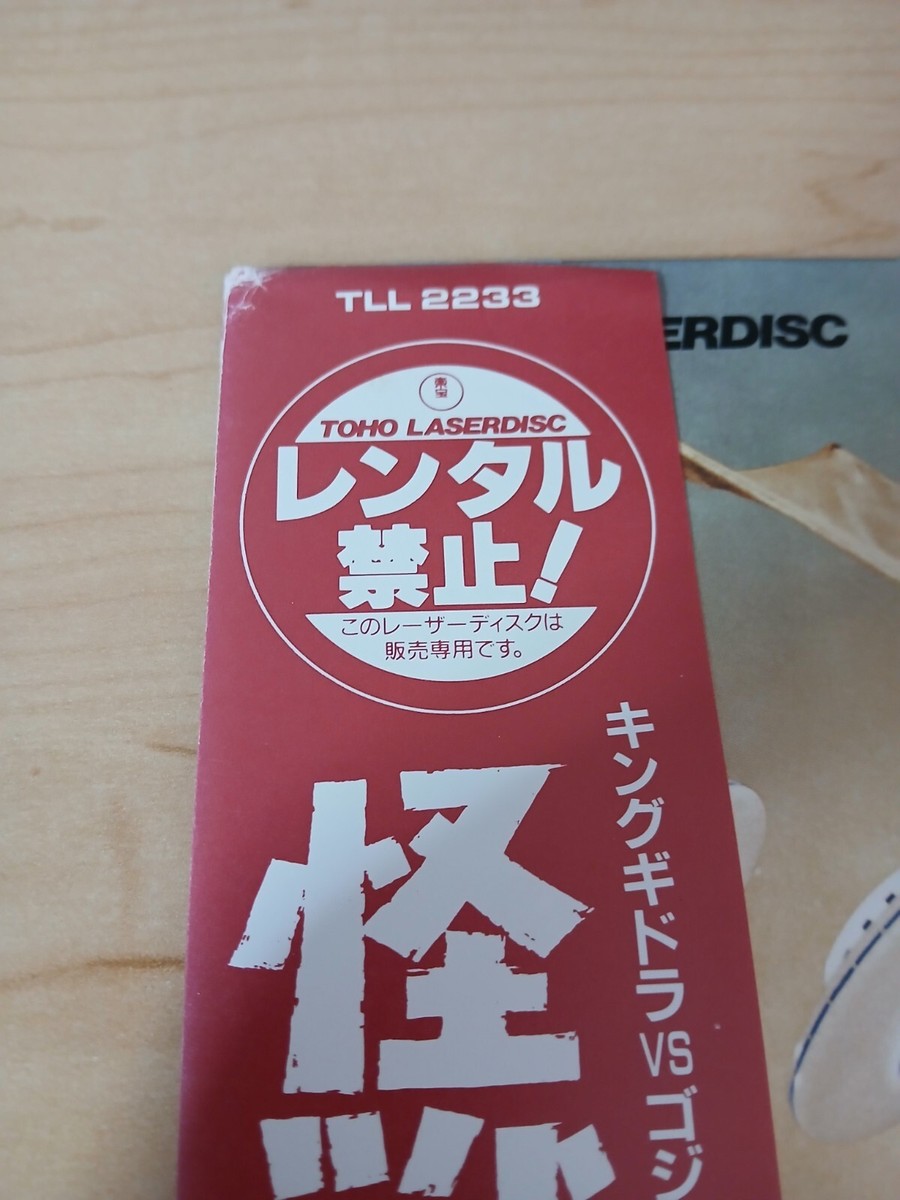 TLL 2233
東宝
TOHO LASERDISC
レンタル
禁止!
このレーザーディスクは
販売専用です。
キングギドラVSゴジ
怪
ERDISC